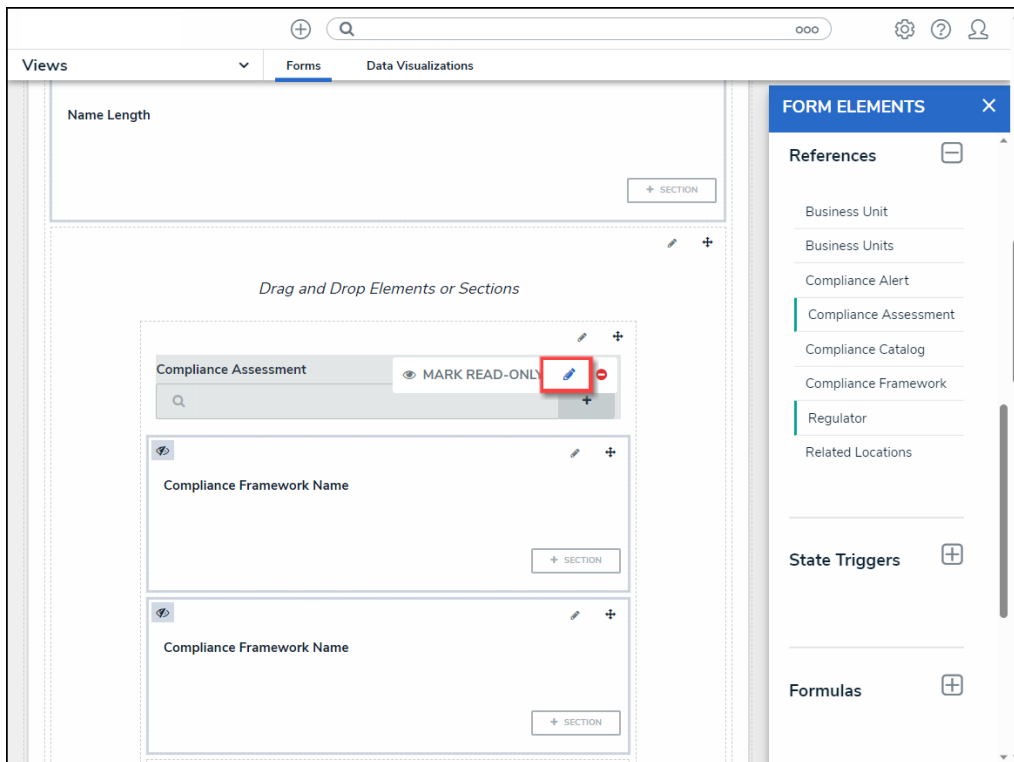 ooo
Views
Forms
Data Visualizations
Name Length
+ SECTION
Drag and Drop Elements or Sections
Compliance Assessment
MARK READ-ONLY
+
Compliance Framework Name
+ SECTION
Compliance Framework Name
+ SECTION
FORM ELEMENTS
References
Business Unit
Business Units
Compliance Alert
Compliance Assessment
Compliance Catalog
Compliance Framework
Regulator
Related Locations
State Triggers
Formulas